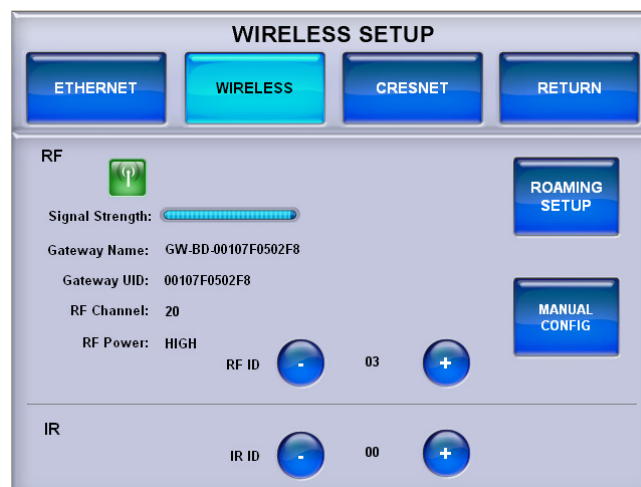 WIRELESS SETUP
ETHERNET
WIRELESS
CRESNET
RETURN
RF
ROAMING
SETUP
Signal Strength:
Gateway Name: GW-BD-00107F0502F8
Gateway UID: 00107F0502F8
RF Channel: 20
MANUAL
CONFIG
RF Power: HIGH
RF ID - 03 +
IR
IR ID - 00 +